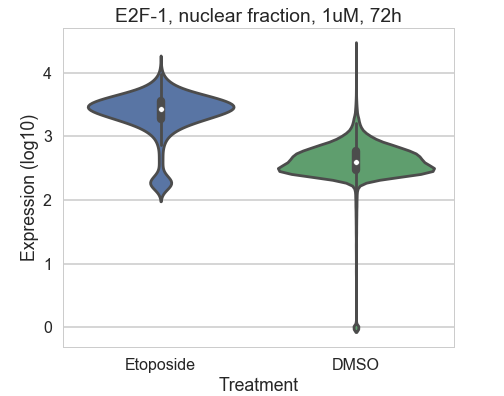 E2F-1, nuclear fraction, 1uM, 72h
Expression (log10)
4
3
2
1
0
Etoposide DMSO
Treatment